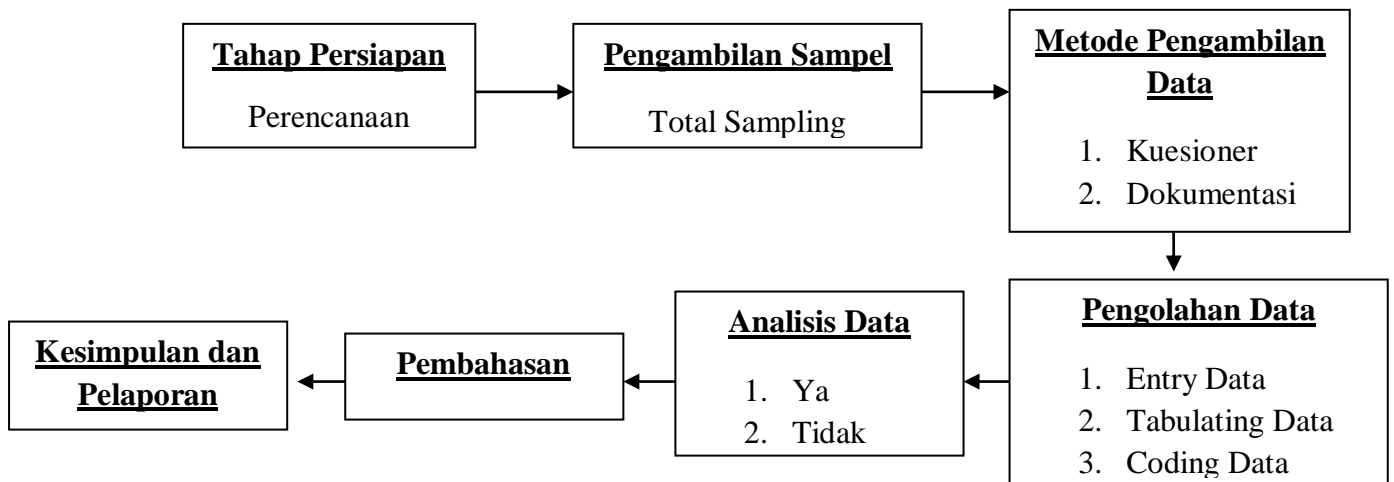 Tahap Persiapan
Perencanaan
Pengambilan Sampel
Total Sampling
Metode Pengambilan
Data
1. Kuesioner
2. Dokumentasi
Pengolahan Data
1. Entry Data
2. Tabulating Data
3. Coding Data
Analisis Data
1. Ya
2. Tidak
Pembahasan
Kesimpulan dan
Pelaporan